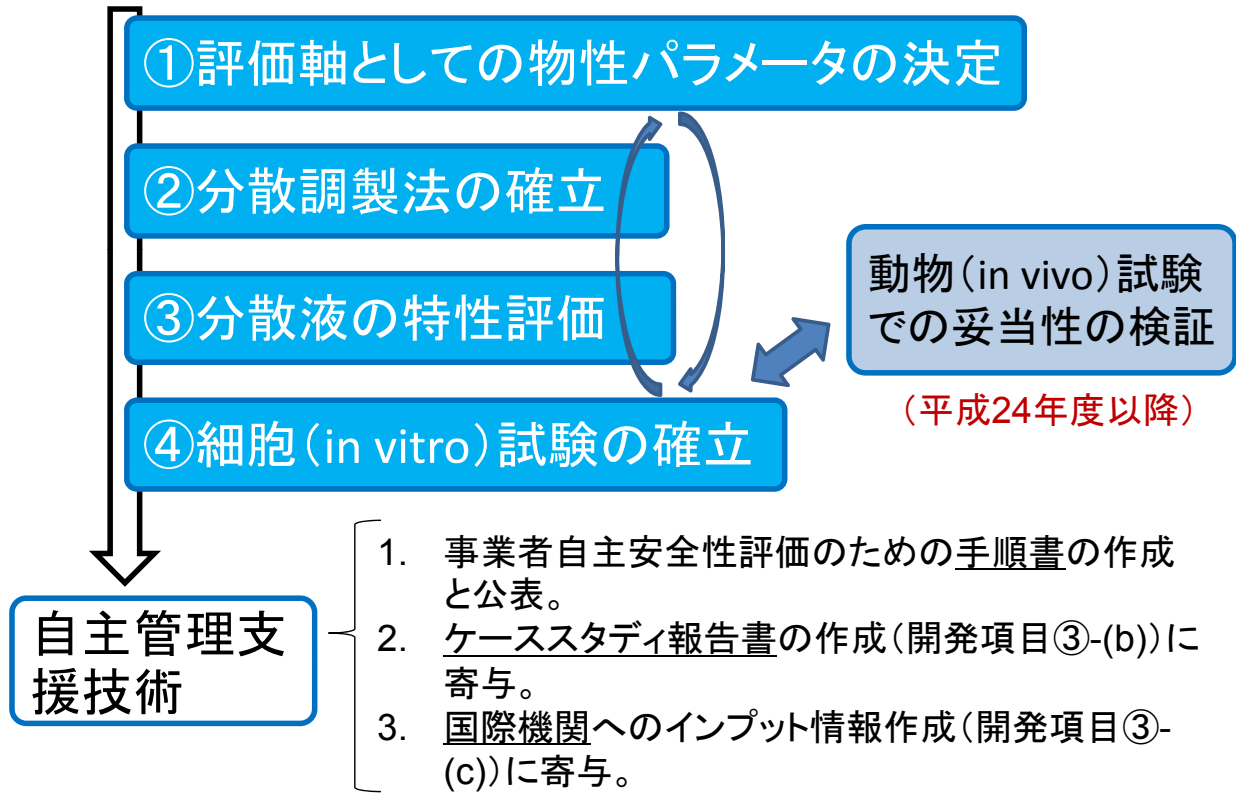 ①評価軸としての物性パラメータの決定
②分散調製法の確立
③分散液の特性評価
動物（in vivo）試験
での妥当性の検証
（平成24年度以降）
④細胞（in vitro）試験の確立
自主管理支
援技術
1. 事業者自主安全性評価のための手順書の作成
と公表。
2. ケーススタディ報告書の作成（開発項目③-(b)）に
寄与。
3. 国際機関へのインプット情報作成（開発項目③-
(c)）に寄与。